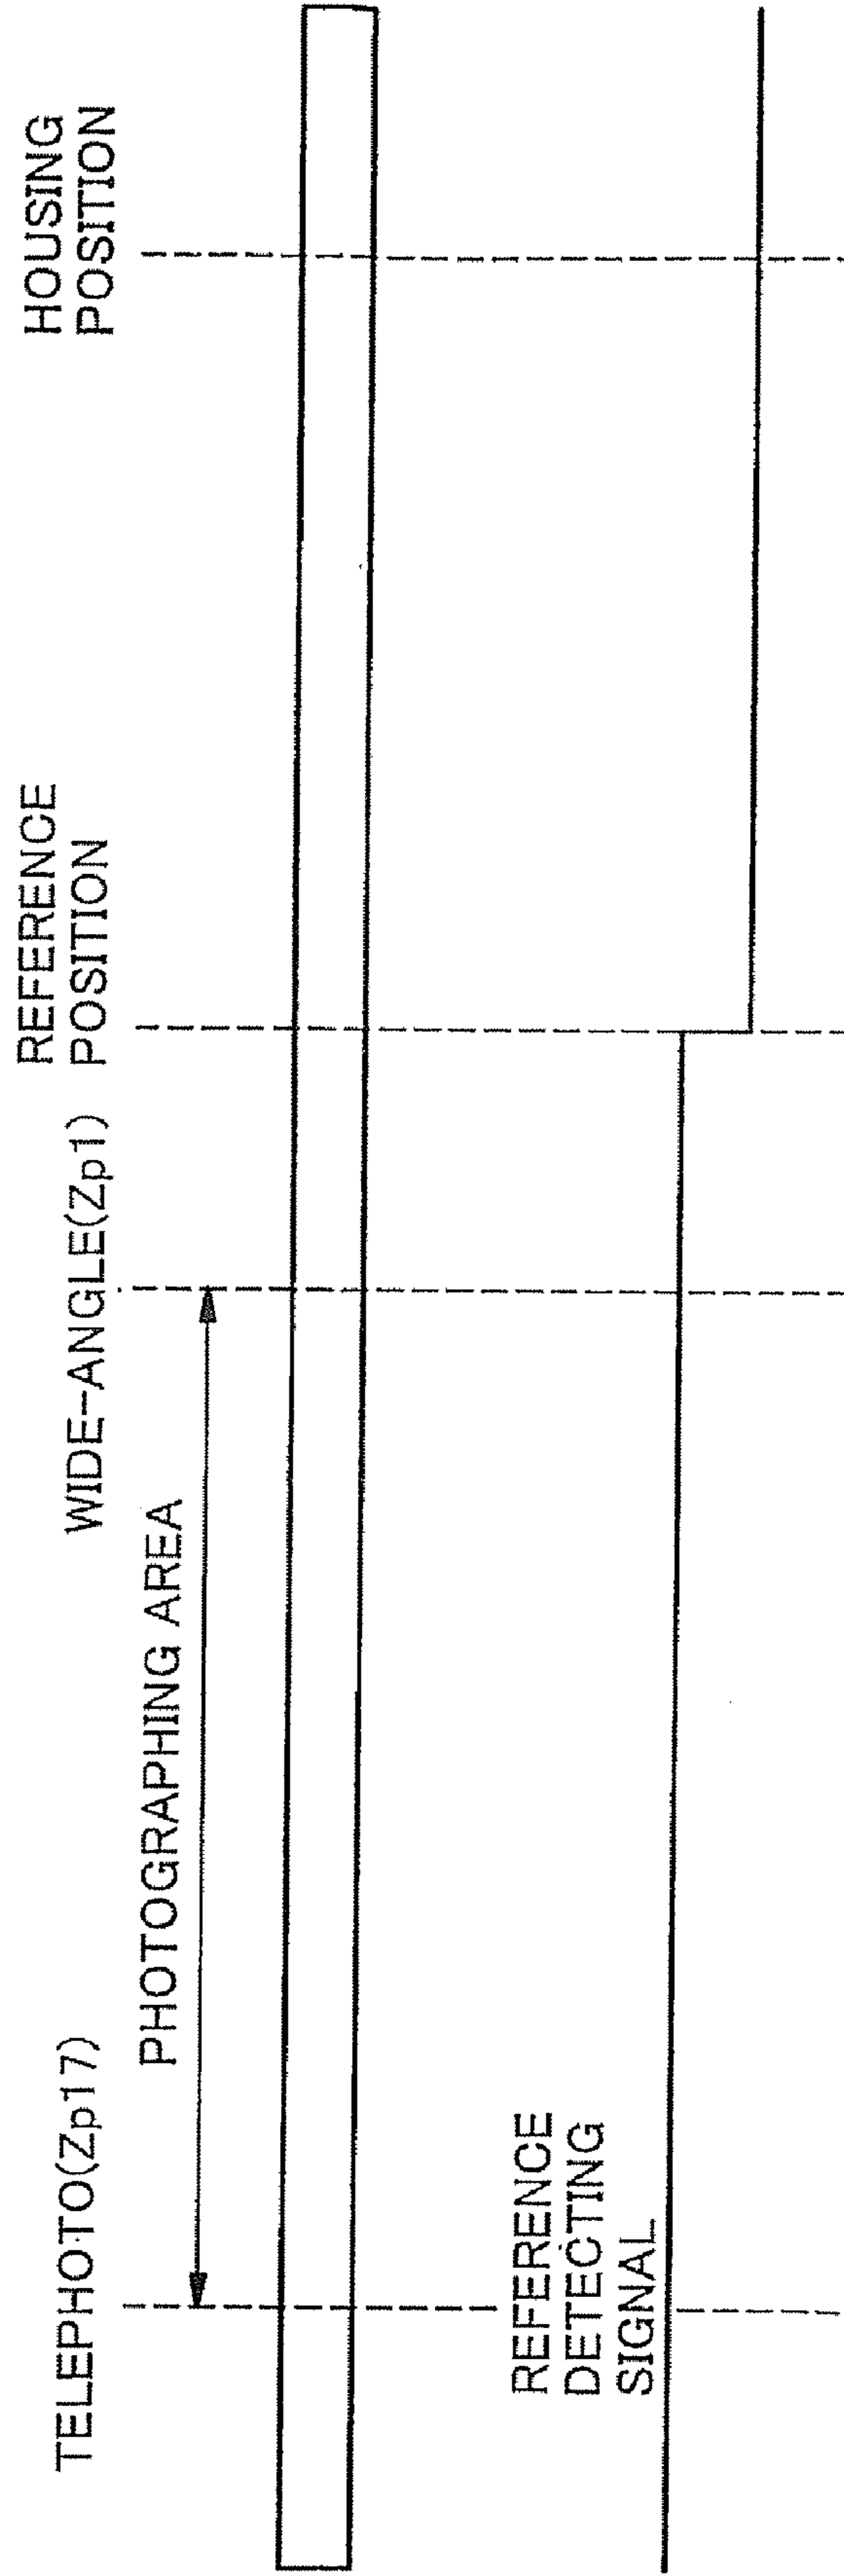 TELEPHOTO(Zp17)
WIDE-ANGLE(Zp1)
REFERENCE
POSITION
HOUSING
POSITION
PHOTOGRAPHING AREA
REFERENCE
DETECTING
SIGNAL